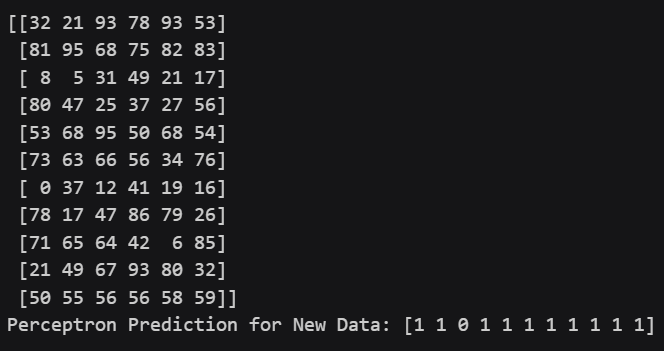 [[32 21 93 78 93 53]
 [81 95 68 75 82 83]
 [ 8  5 31 49 21 17]
 [80 47 25 37 27 56]
 [53 68 95 50 68 54]
 [73 63 66 56 34 76]
 [ 0 37 12 41 19 16]
 [78 17 47 86 79 26]
 [71 65 64 42  6 85]
 [21 49 67 93 80 32]
 [50 55 56 56 58 59]]
Perceptron Prediction for New Data: [1 1 0 1 1 1 1 1 1 1 1]